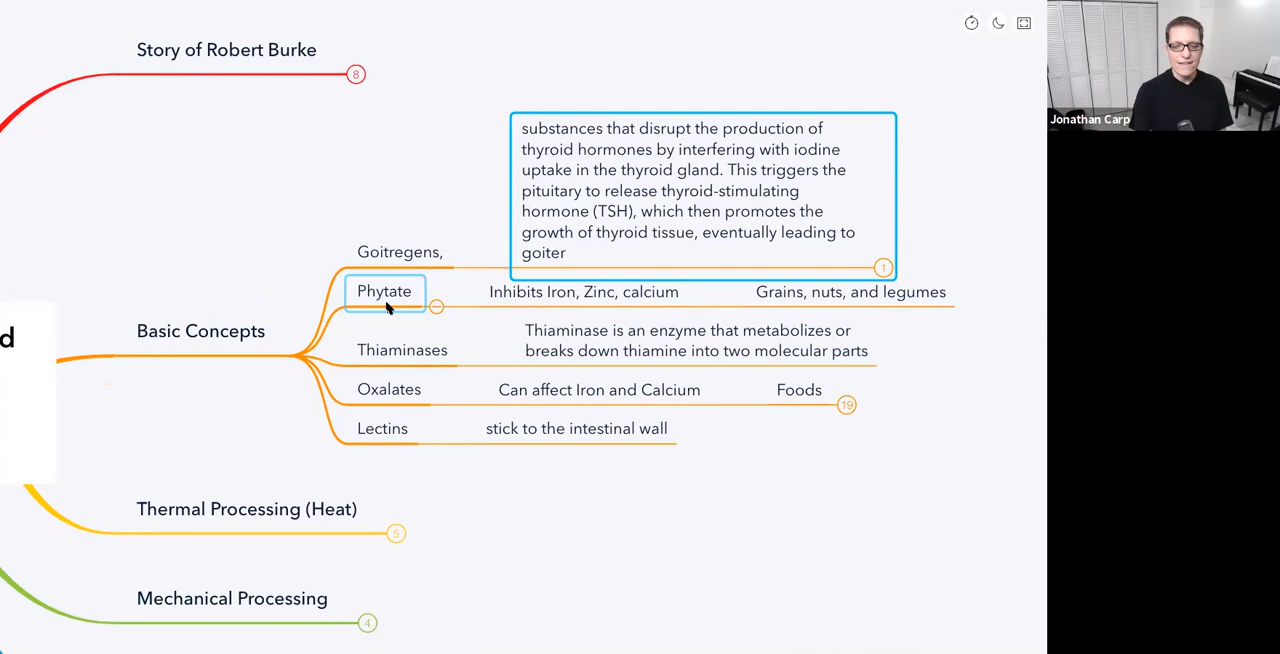 Story of Robert Burke
8
substances that disrupt the production of
thyroid hormones by interfering with iodine
uptake in the thyroid gland. This triggers the
pituitary to release thyroid-stimulating
hormone (TSH), which then promotes the
growth of thyroid tissue, eventually leading to
goiter
1
Goitregens,
Phytate
Inhibits Iron, Zinc, calcium
Grains, nuts, and legumes
d
Basic Concepts
Thiaminases
Thiaminase is an enzyme that metabolizes or
breaks down thiamine into two molecular parts
Oxalates
Can affect Iron and Calcium
Foods
19
Lectins
stick to the intestinal wall
Thermal Processing (Heat)
5
Mechanical Processing
4
Jonathan Carp